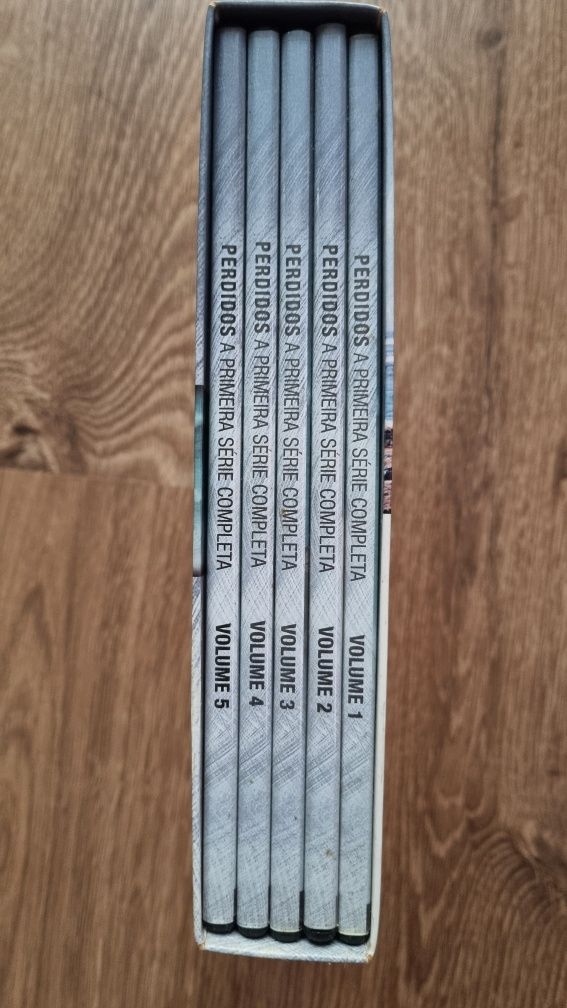 PERDIDOS A PRIMEIRA SÉRIE COMPLETA VOLUME 5
PERDIDOS A PRIMEIRA SÉRIE COMPLETA VOLUME 4
PERDIDOS A PRIMEIRA SÉRIE COMPLETA VOLUME 3
PERDIDOS A PRIMEIRA SÉRIE COMPLETA VOLUME 2
PERDIDOS A PRIMEIRA SÉRIE COMPLETA VOLUME 1